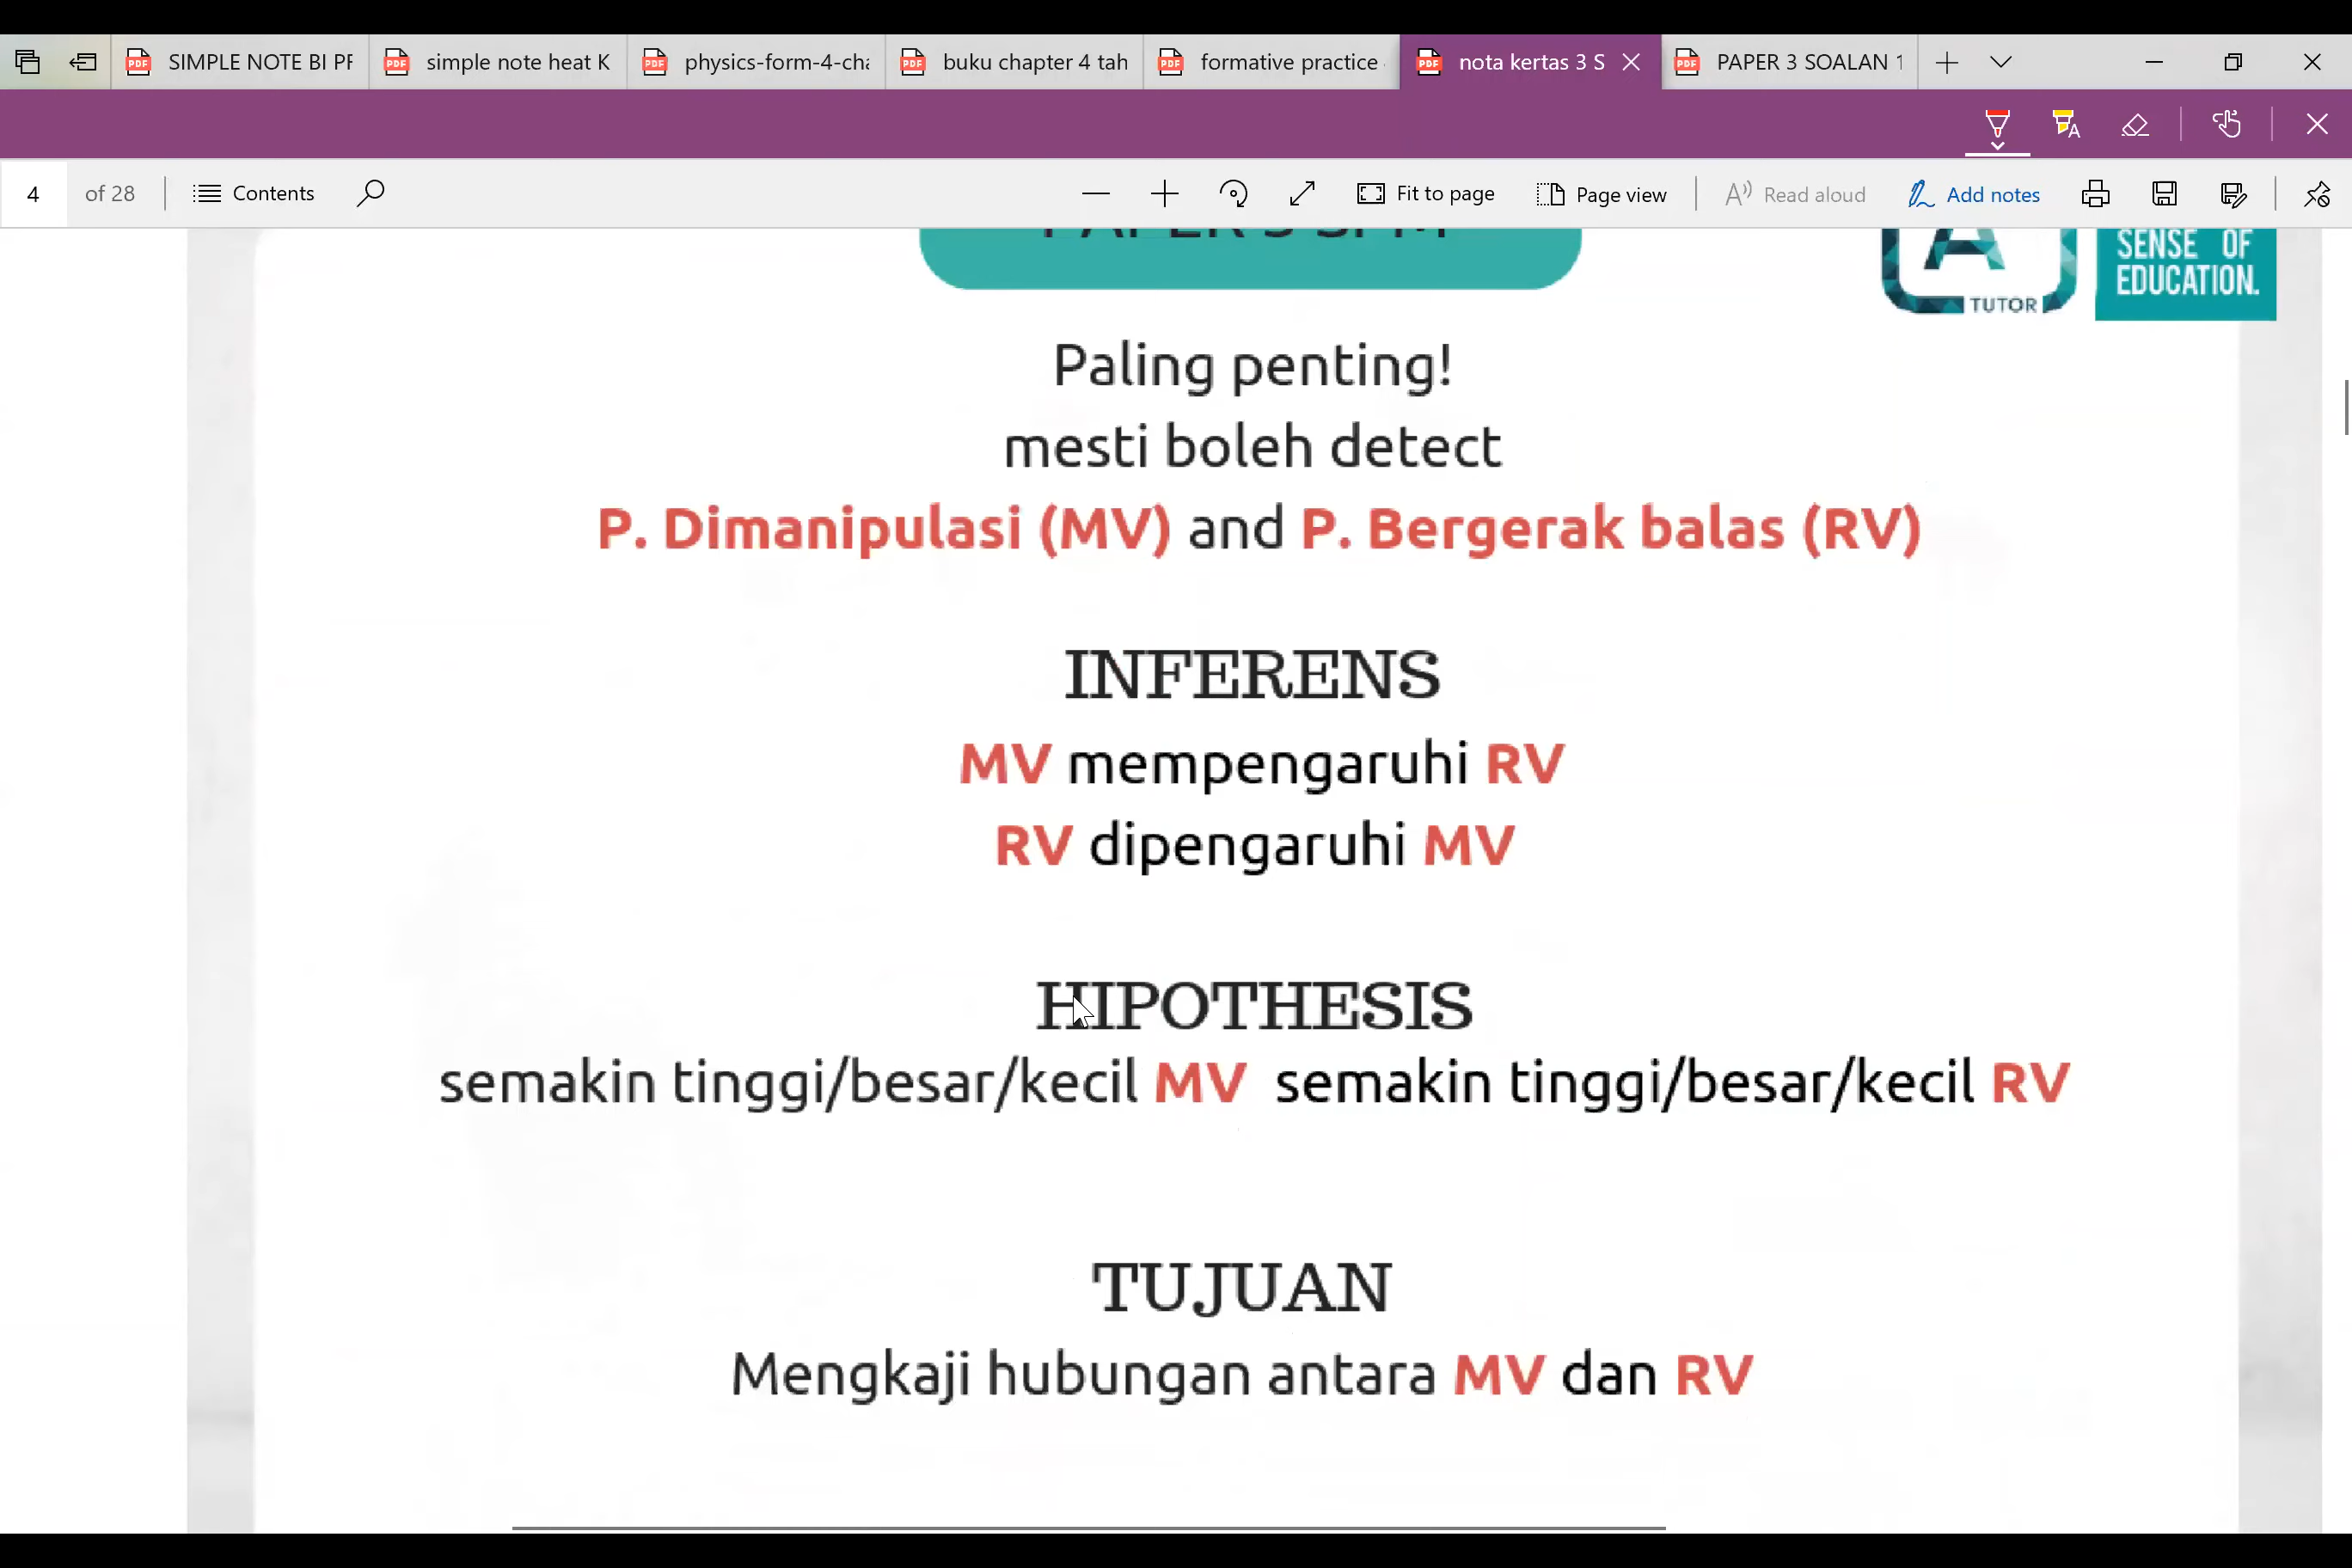 SIMPLE NOTE BI PF
simple note heat K
physics-form-4-cha
buku chapter 4 tah
formative practice
nota kertas 3 S
PAPER 3 SOALAN 1
4 of 28
Contents
Fit to page
Page view
Read aloud
Add notes
PAPER 3 SPM
A
TUTOR
SENSE OF
EDUCATION.
Paling penting!
mesti boleh detect
P. Dimanipulasi (MV) and P. Bergerak balas (RV)
INFERENS
MV mempengaruhi RV
RV dipengaruhi MV
HIPOTHESIS
semakin tinggi/besar/kecil MV semakin tinggi/besar/kecil RV
TUJUAN
Mengkaji hubungan antara MV dan RV